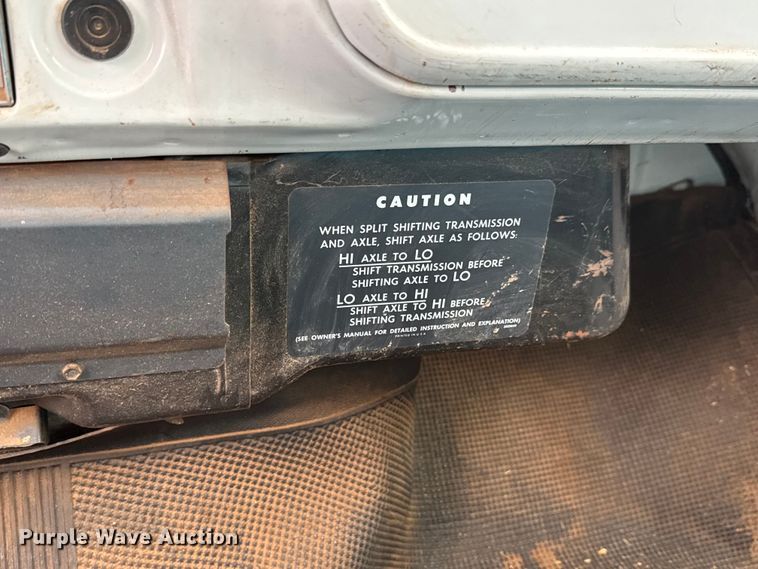 CAUTION
WHEN SPLIT SHIFTING TRANSMISSION
AND AXLE, SHIFT AXLE AS FOLLOWS:
HI AXLE TO LO
SHIFT TRANSMISSION BEFORE
SHIFTING AXLE TO LO
LO AXLE TO HI
SHIFT AXLE TO HI BEFORE
SHIFTING TRANSMISSION
(SEE OWNER'S MANUAL FOR DETAILED INSTRUCTION AND EXPLANATION)
PRINTED IN U.S.A.
Purple Wave Auction